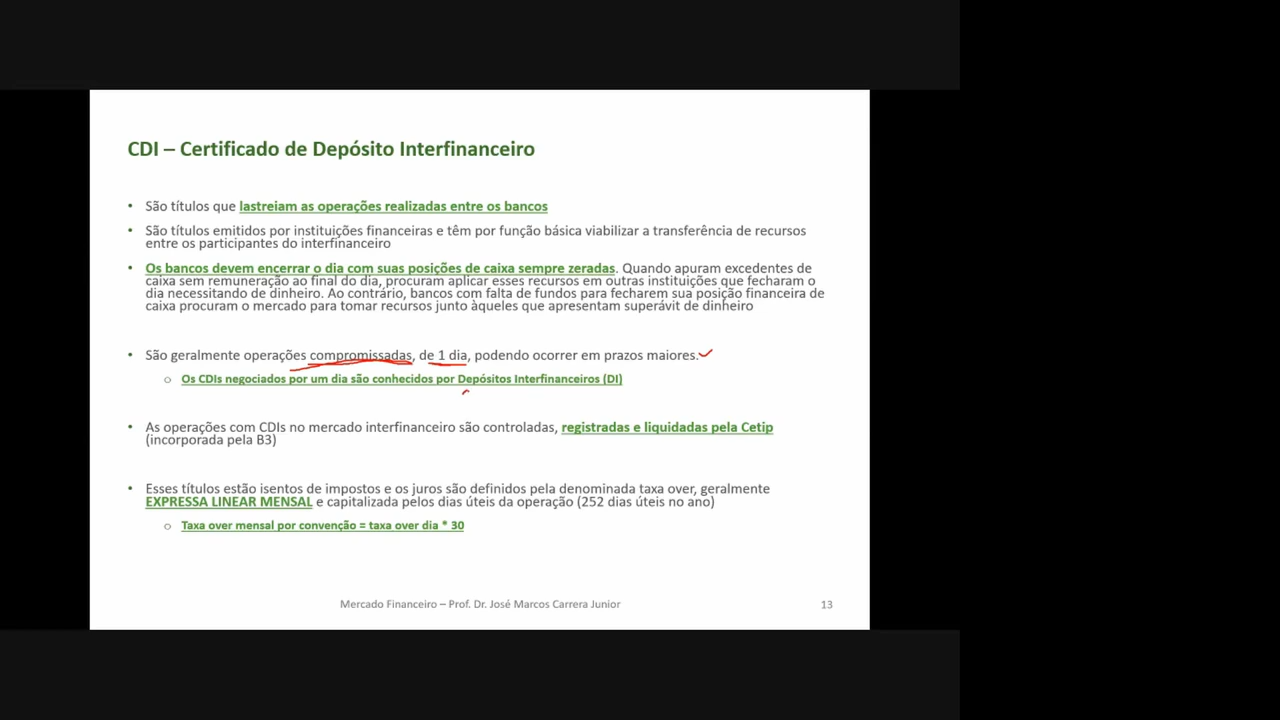 CDI – Certificado de Depósito Interfinanceiro
• São títulos que lastreiam as operações realizadas entre os bancos
• São títulos emitidos por instituições financeiras e têm por função básica viabilizar a transferência de recursos
entre os participantes do interfinanceiro
• Os bancos devem encerrar o dia com suas posições de caixa sempre zeradas. Quando apuram excedentes de
caixa sem remuneração ao final do dia, procuram aplicar esses recursos em outras instituições que fecharam o
dia necessitando de dinheiro. Ao contrário, bancos com falta de fundos para fecharem sua posição financeira de
caixa procuram o mercado para tomar recursos junto àqueles que apresentam superávit de dinheiro
• São geralmente operações compromissadas, de 1 dia, podendo ocorrer em prazos maiores.
○ Os CDIs negociados por um dia são conhecidos por Depósitos Interfinanceiros (DI)
• As operações com CDIs no mercado interfinanceiro são controladas, registradas e liquidadas pela Cetip
(incorporada pela B3)
• Esses títulos estão isentos de impostos e os juros são definidos pela denominada taxa over, geralmente
EXPRESSA LINEAR MENSAL e capitalizada pelos dias úteis da operação (252 dias úteis no ano)
○ Taxa over mensal por convenção = taxa over dia * 30
Mercado Financeiro – Prof. Dr. José Marcos Carrera Junior
13